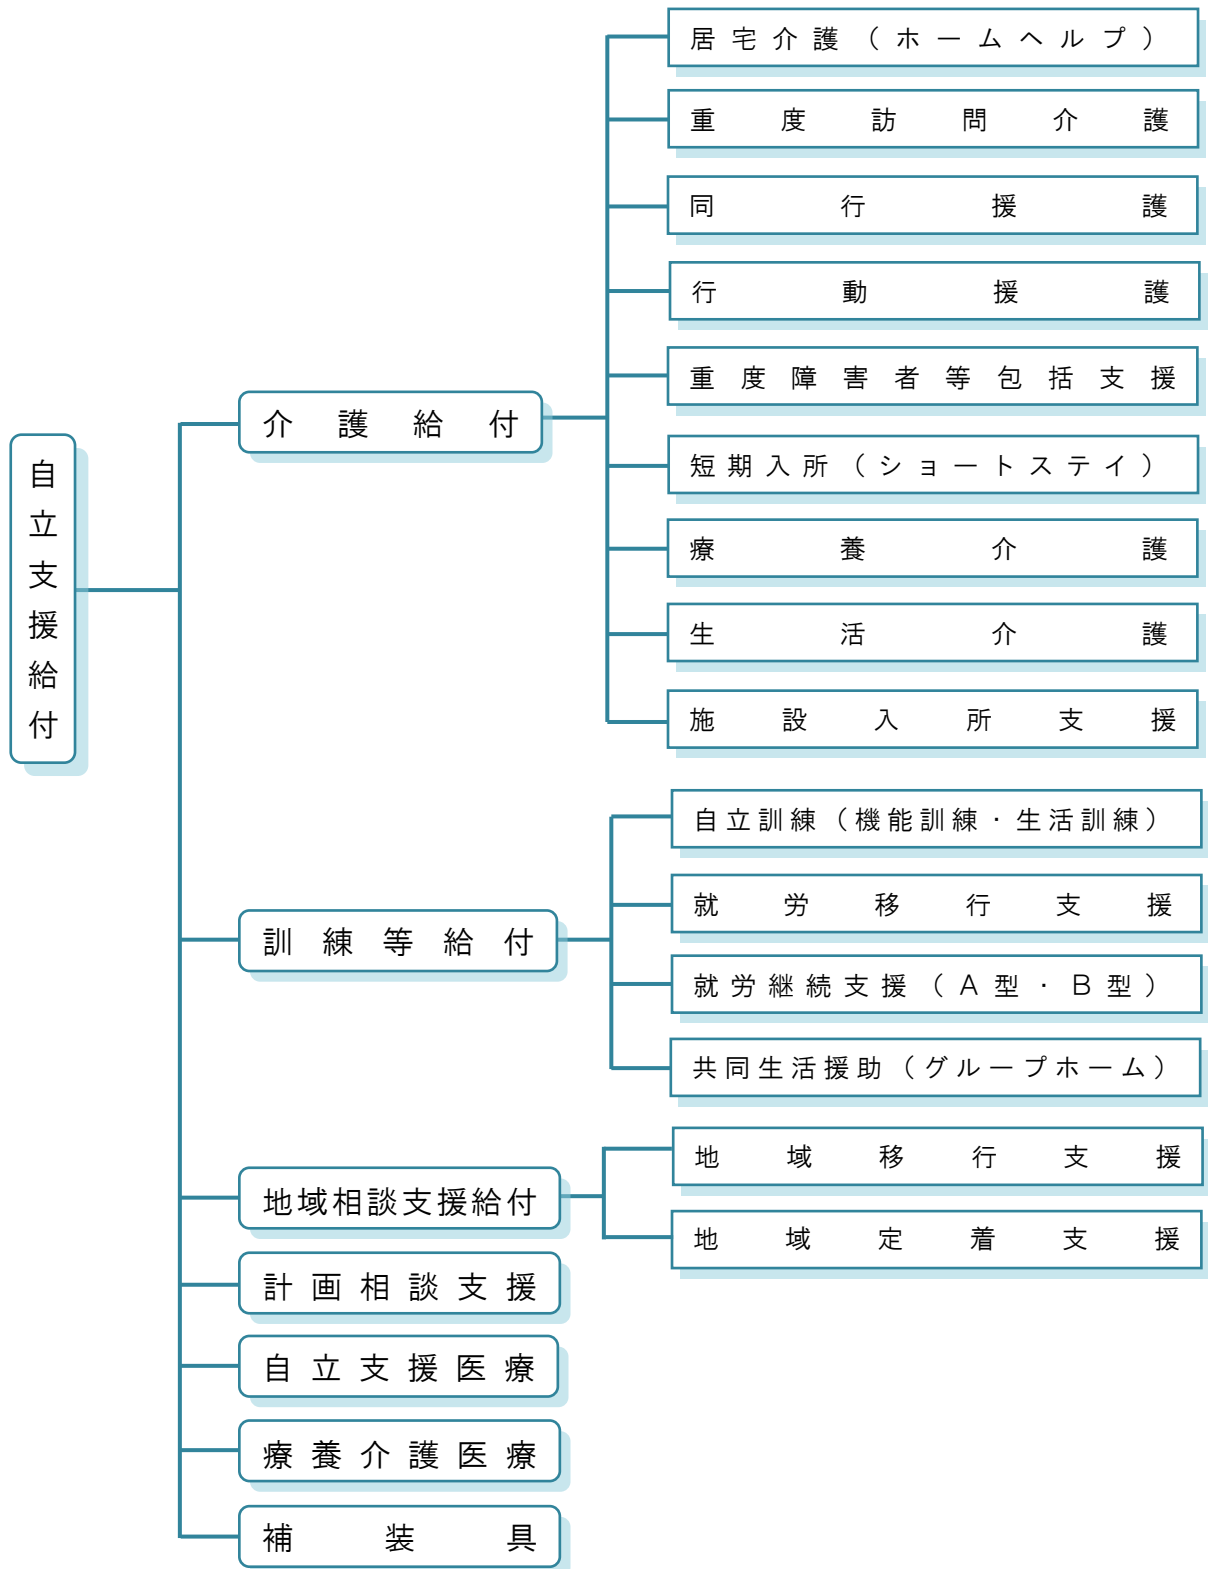 自立支援給付
介護給付
居宅介護（ホームヘルプ）
重度訪問介護
同行援護
行動援護
重度障害者等包括支援
短期入所（ショートステイ）
療養介護
生活介護
施設入所支援
訓練等給付
自立訓練（機能訓練・生活訓練）
就労移行支援
就労継続支援（Ａ型・Ｂ型）
共同生活援助（グループホーム）
地域相談支援給付
地域移行支援
地域定着支援
計画相談支援
自立支援医療
療養介護医療
補装具